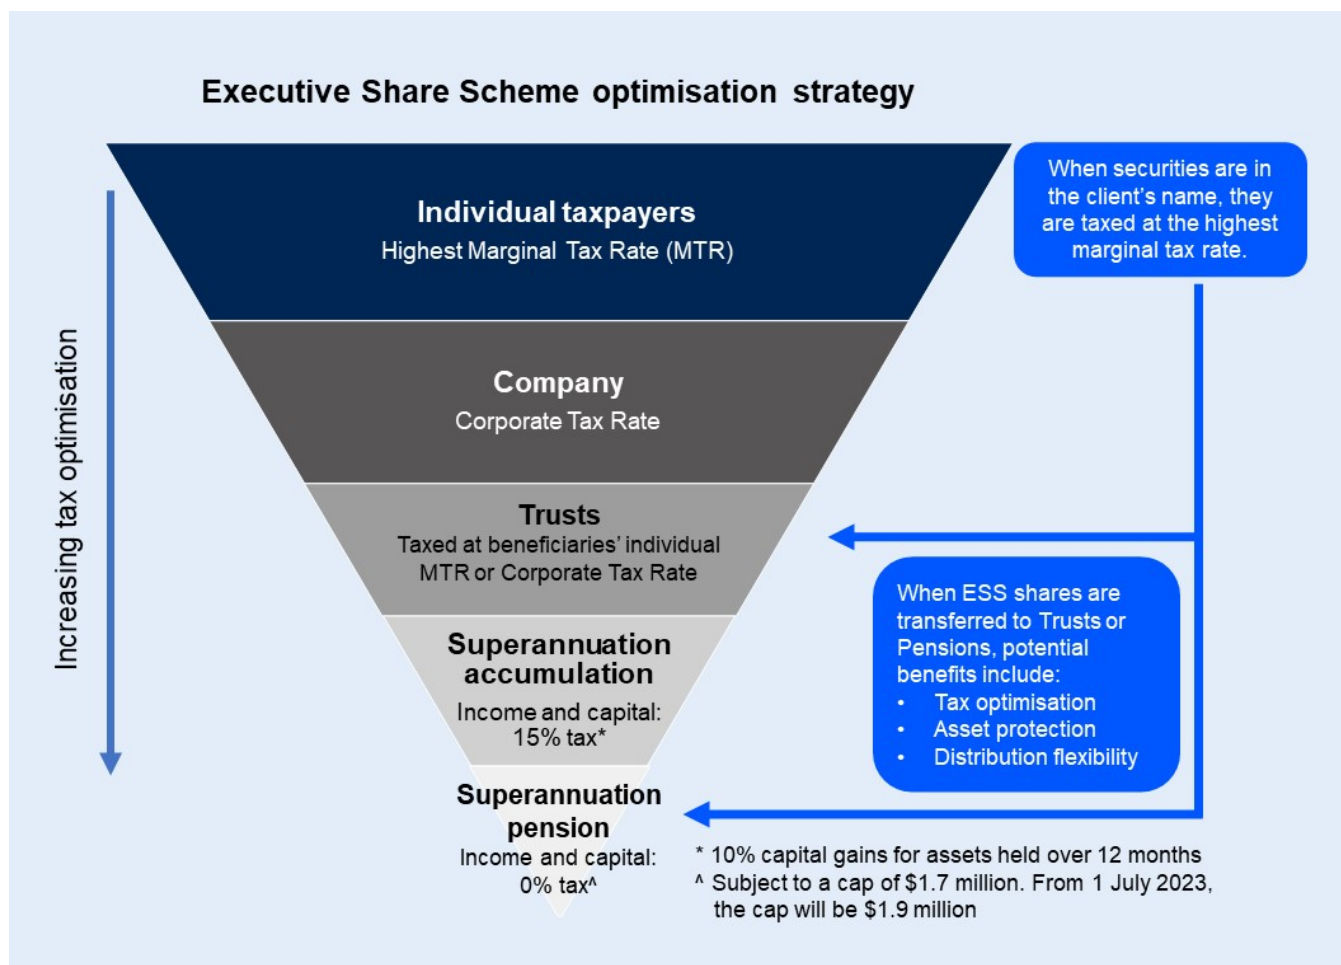 Executive Share Scheme optimisation strategy
Increasing tax optimisation
Individual taxpayers
Highest Marginal Tax Rate (MTR)
Company
Corporate Tax Rate
Trusts
Taxed at beneficiaries' individual
MTR or Corporate Tax Rate
Superannuation
accumulation
Income and capital:
15% tax*
Superannuation
pension
Income and capital:
0% tax^
When securities are in
the client's name, they
are taxed at the highest
marginal tax rate.
When ESS shares are
transferred to Trusts or
Pensions, potential
benefits include:
• Tax optimisation
• Asset protection
• Distribution flexibility
* 10% capital gains for assets held over 12 months
^ Subject to a cap of $1.7 million. From 1 July 2023,
the cap will be $1.9 million